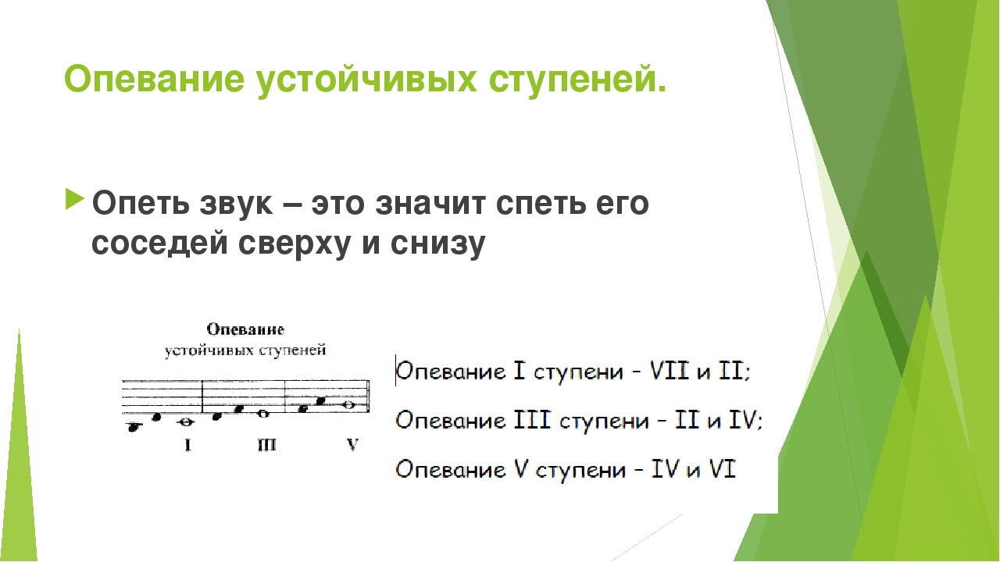 Опевание устойчивых ступеней.
Опеть звук – это значит спеть его
соседей сверху и снизу
Опевание
устойчивых ступеней
I III V
Опевание I ступени - VII и II;
Опевание III ступени - II и IV;
Опевание V ступени - IV и VI